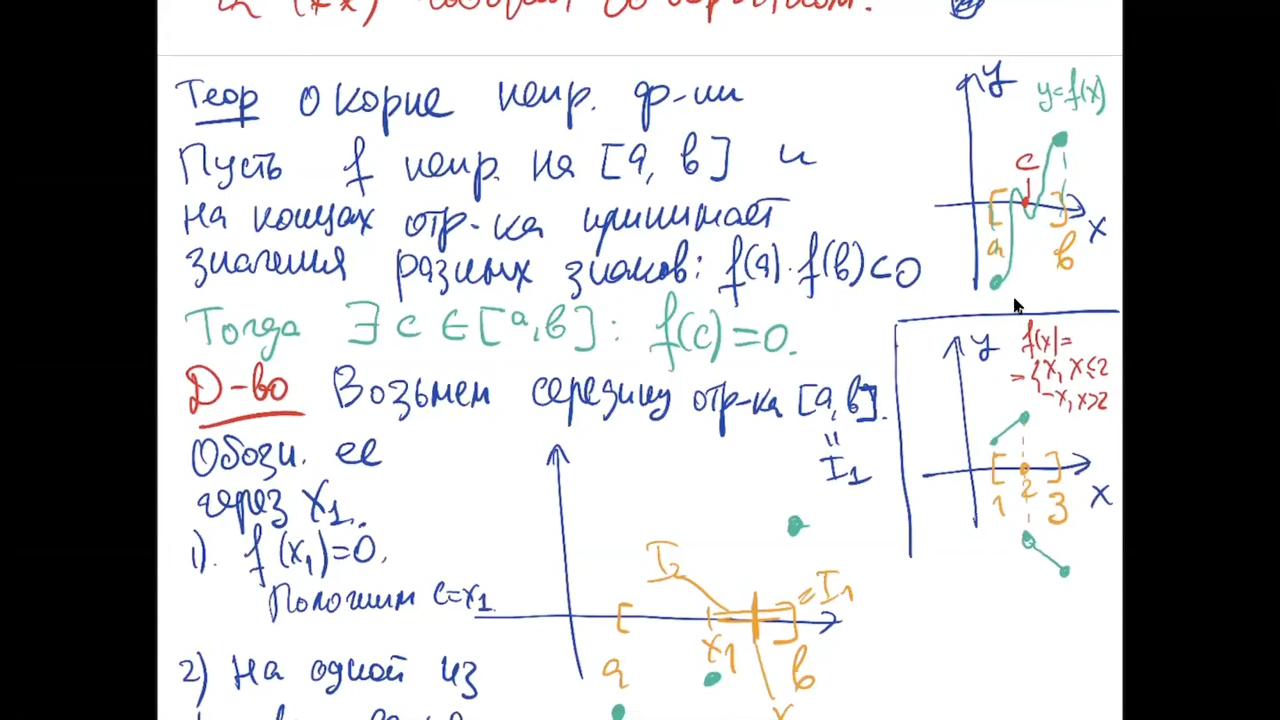 Теор о корне непр. ф-ии
Пусть f непр. на [a, b] и
на концах отр-ка принимает
значения разных знаков: f(a)·f(b)<0
Тогда ∃ c ∈ [a, b]: f(c)=0.
Д-во Возьмем середину отр-ка [a, b].
Обозн. ее
через x₁.
1). f(x₁)=0.
Положим c=x₁.
2) На одной из
= I₁
I₂
= I₁
a
x₁
b
y
y=f(x)
c
a
b
x
y
f(x)=
={x, x≤2
-x, x>2
1 2 3
x